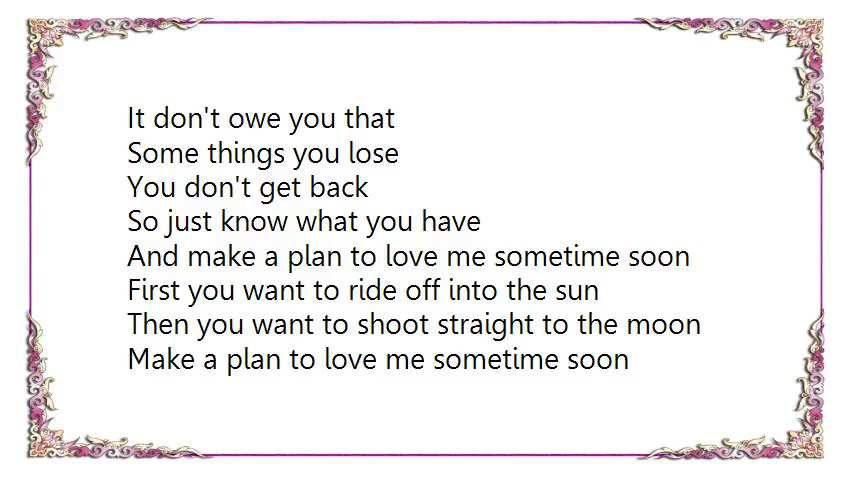 It don't owe you that
Some things you lose
You don't get back
So just know what you have
And make a plan to love me sometime soon
First you want to ride off into the sun
Then you want to shoot straight to the moon
Make a plan to love me sometime soon